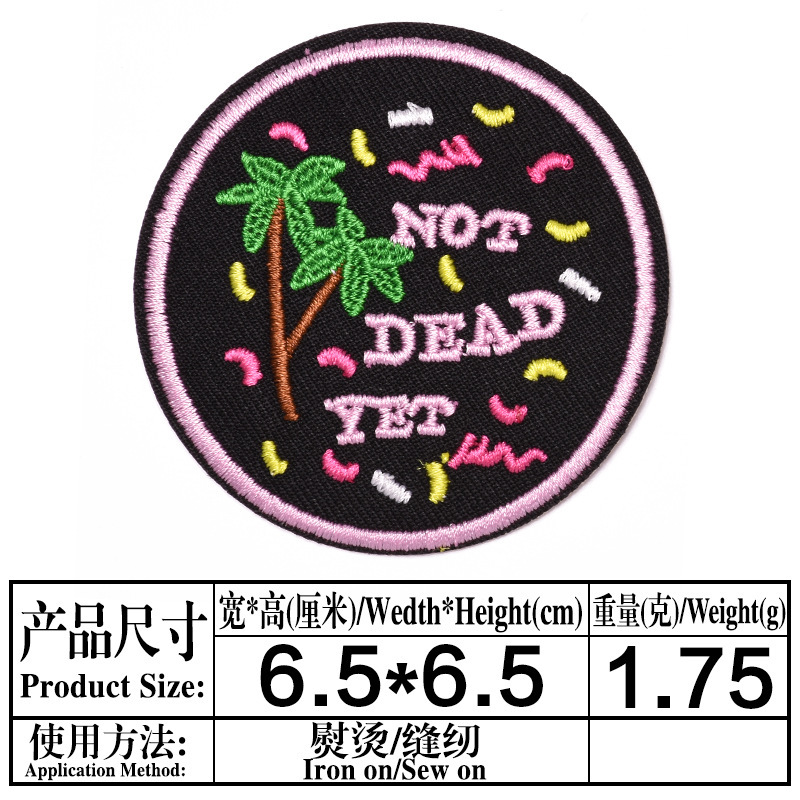 NOT
DEAD
YET
产品尺寸
Product Size:
宽*高(厘米)/Wedth*Height(cm)
重量(克)/Weight(g)
6.5*6.5
1.75
使用方法:
Application Method:
熨烫/缝纫
Iron on/Sew on